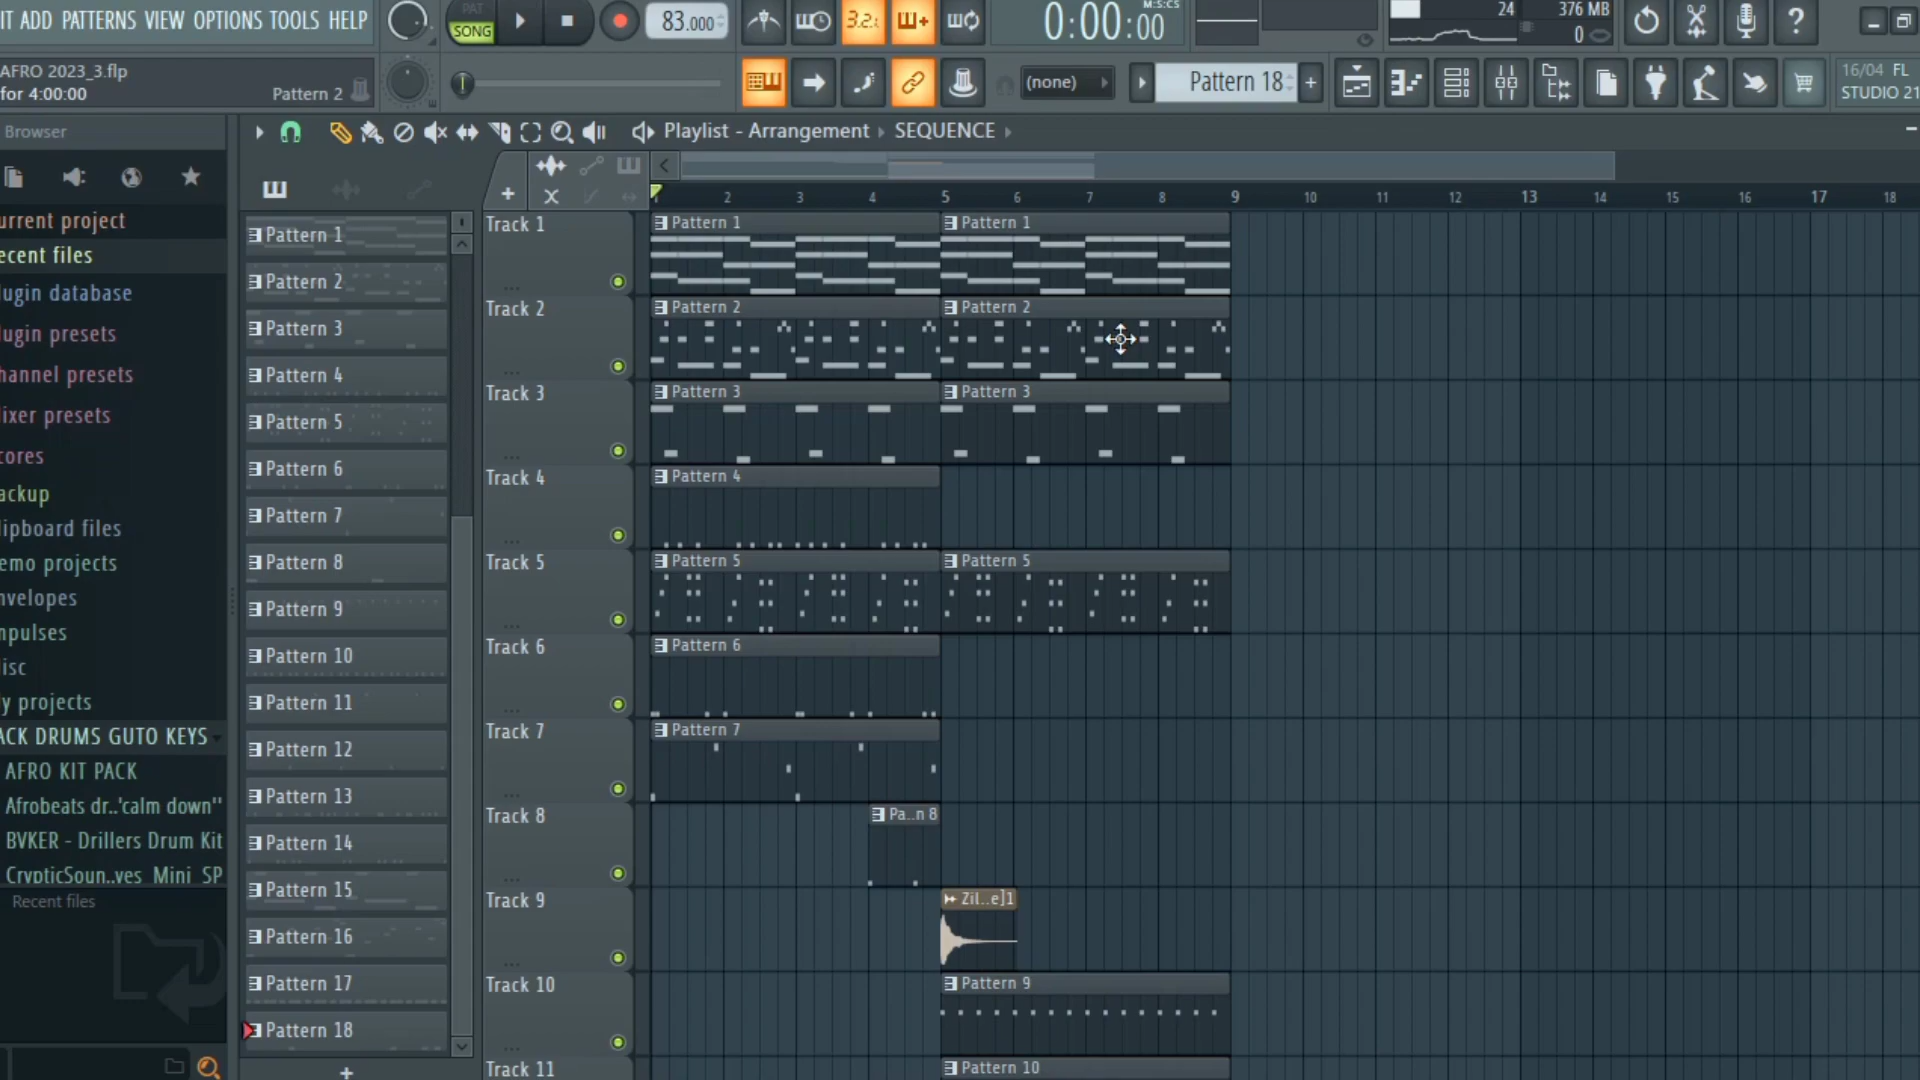 IT ADD PATTERNS VIEW OPTIONS TOOLS HELP
PAT
SONG
83.000
3.2.
0:00:00
M:S:CS
24
376 MB
0
AFRO 2023_3.flp
for 4:00:00
Pattern 2
(none)
Pattern 18
+
16/04 FL
STUDIO 21
Browser
Playlist - Arrangement
SEQUENCE
urrent project
ecent files
lugin database
lugin presets
hannel presets
ixer presets
cores
ackup
lipboard files
emo projects
nvelopes
mpulses
isc
y projects
ACK DRUMS GUTO KEYS
AFRO KIT PACK
Afrobeats dr..'calm down''
BVKER - Drillers Drum Kit
CrypticSoun..ves Mini SP
Recent files
Pattern 1
Pattern 2
Pattern 3
Pattern 4
Pattern 5
Pattern 6
Pattern 7
Pattern 8
Pattern 9
Pattern 10
Pattern 11
Pattern 12
Pattern 13
Pattern 14
Pattern 15
Pattern 16
Pattern 17
Pattern 18
+
2 3 4 5 6 7 8 9 10 11 12 13 14 15 16 17 18
Track 1
Pattern 1
Pattern 1
Track 2
Pattern 2
Pattern 2
Track 3
Pattern 3
Pattern 3
Track 4
Pattern 4
Track 5
Pattern 5
Pattern 5
Track 6
Pattern 6
Track 7
Pattern 7
Track 8
Pa..n 8
Track 9
Zil..e]1
Track 10
Pattern 9
Track 11
Pattern 10